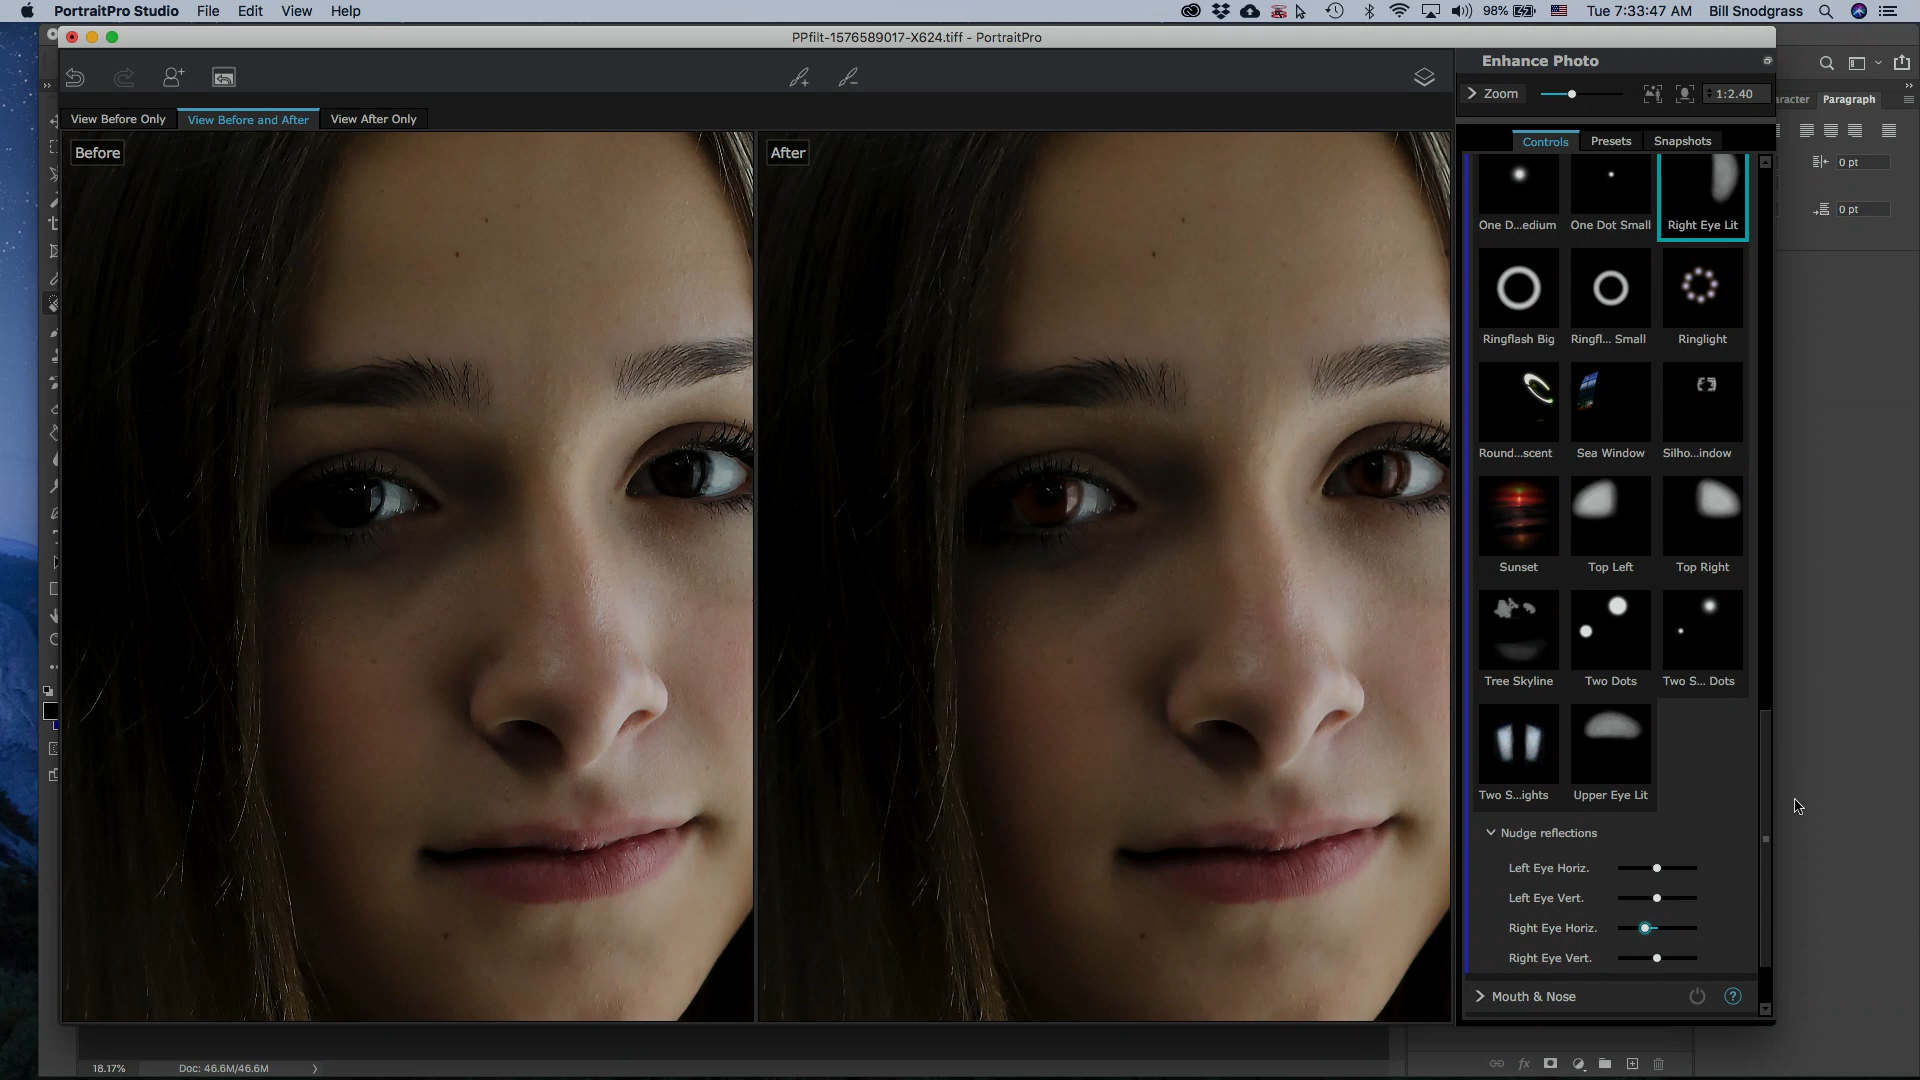 PortraitPro Studio File Edit View Help 98% Tue 7:33:47 AM Bill Snodgrass
PPfilt-1576589017-X624.tiff - PortraitPro
Enhance Photo
Zoom 1:2.40
Paragraph
View Before Only View Before and After View After Only
Controls Presets Snapshots
Before After
0 pt
0 pt
One D...edium One Dot Small Right Eye Lit
Ringflash Big Ringfl... Small Ringlight
Round...scent Sea Window Silho...indow
Sunset Top Left Top Right
Tree Skyline Two Dots Two S... Dots
Two S...ights Upper Eye Lit
Nudge reflections
Left Eye Horiz.
Left Eye Vert.
Right Eye Horiz.
Right Eye Vert.
Mouth & Nose ?
18.17% Doc: 46.6M/46.6M
fx